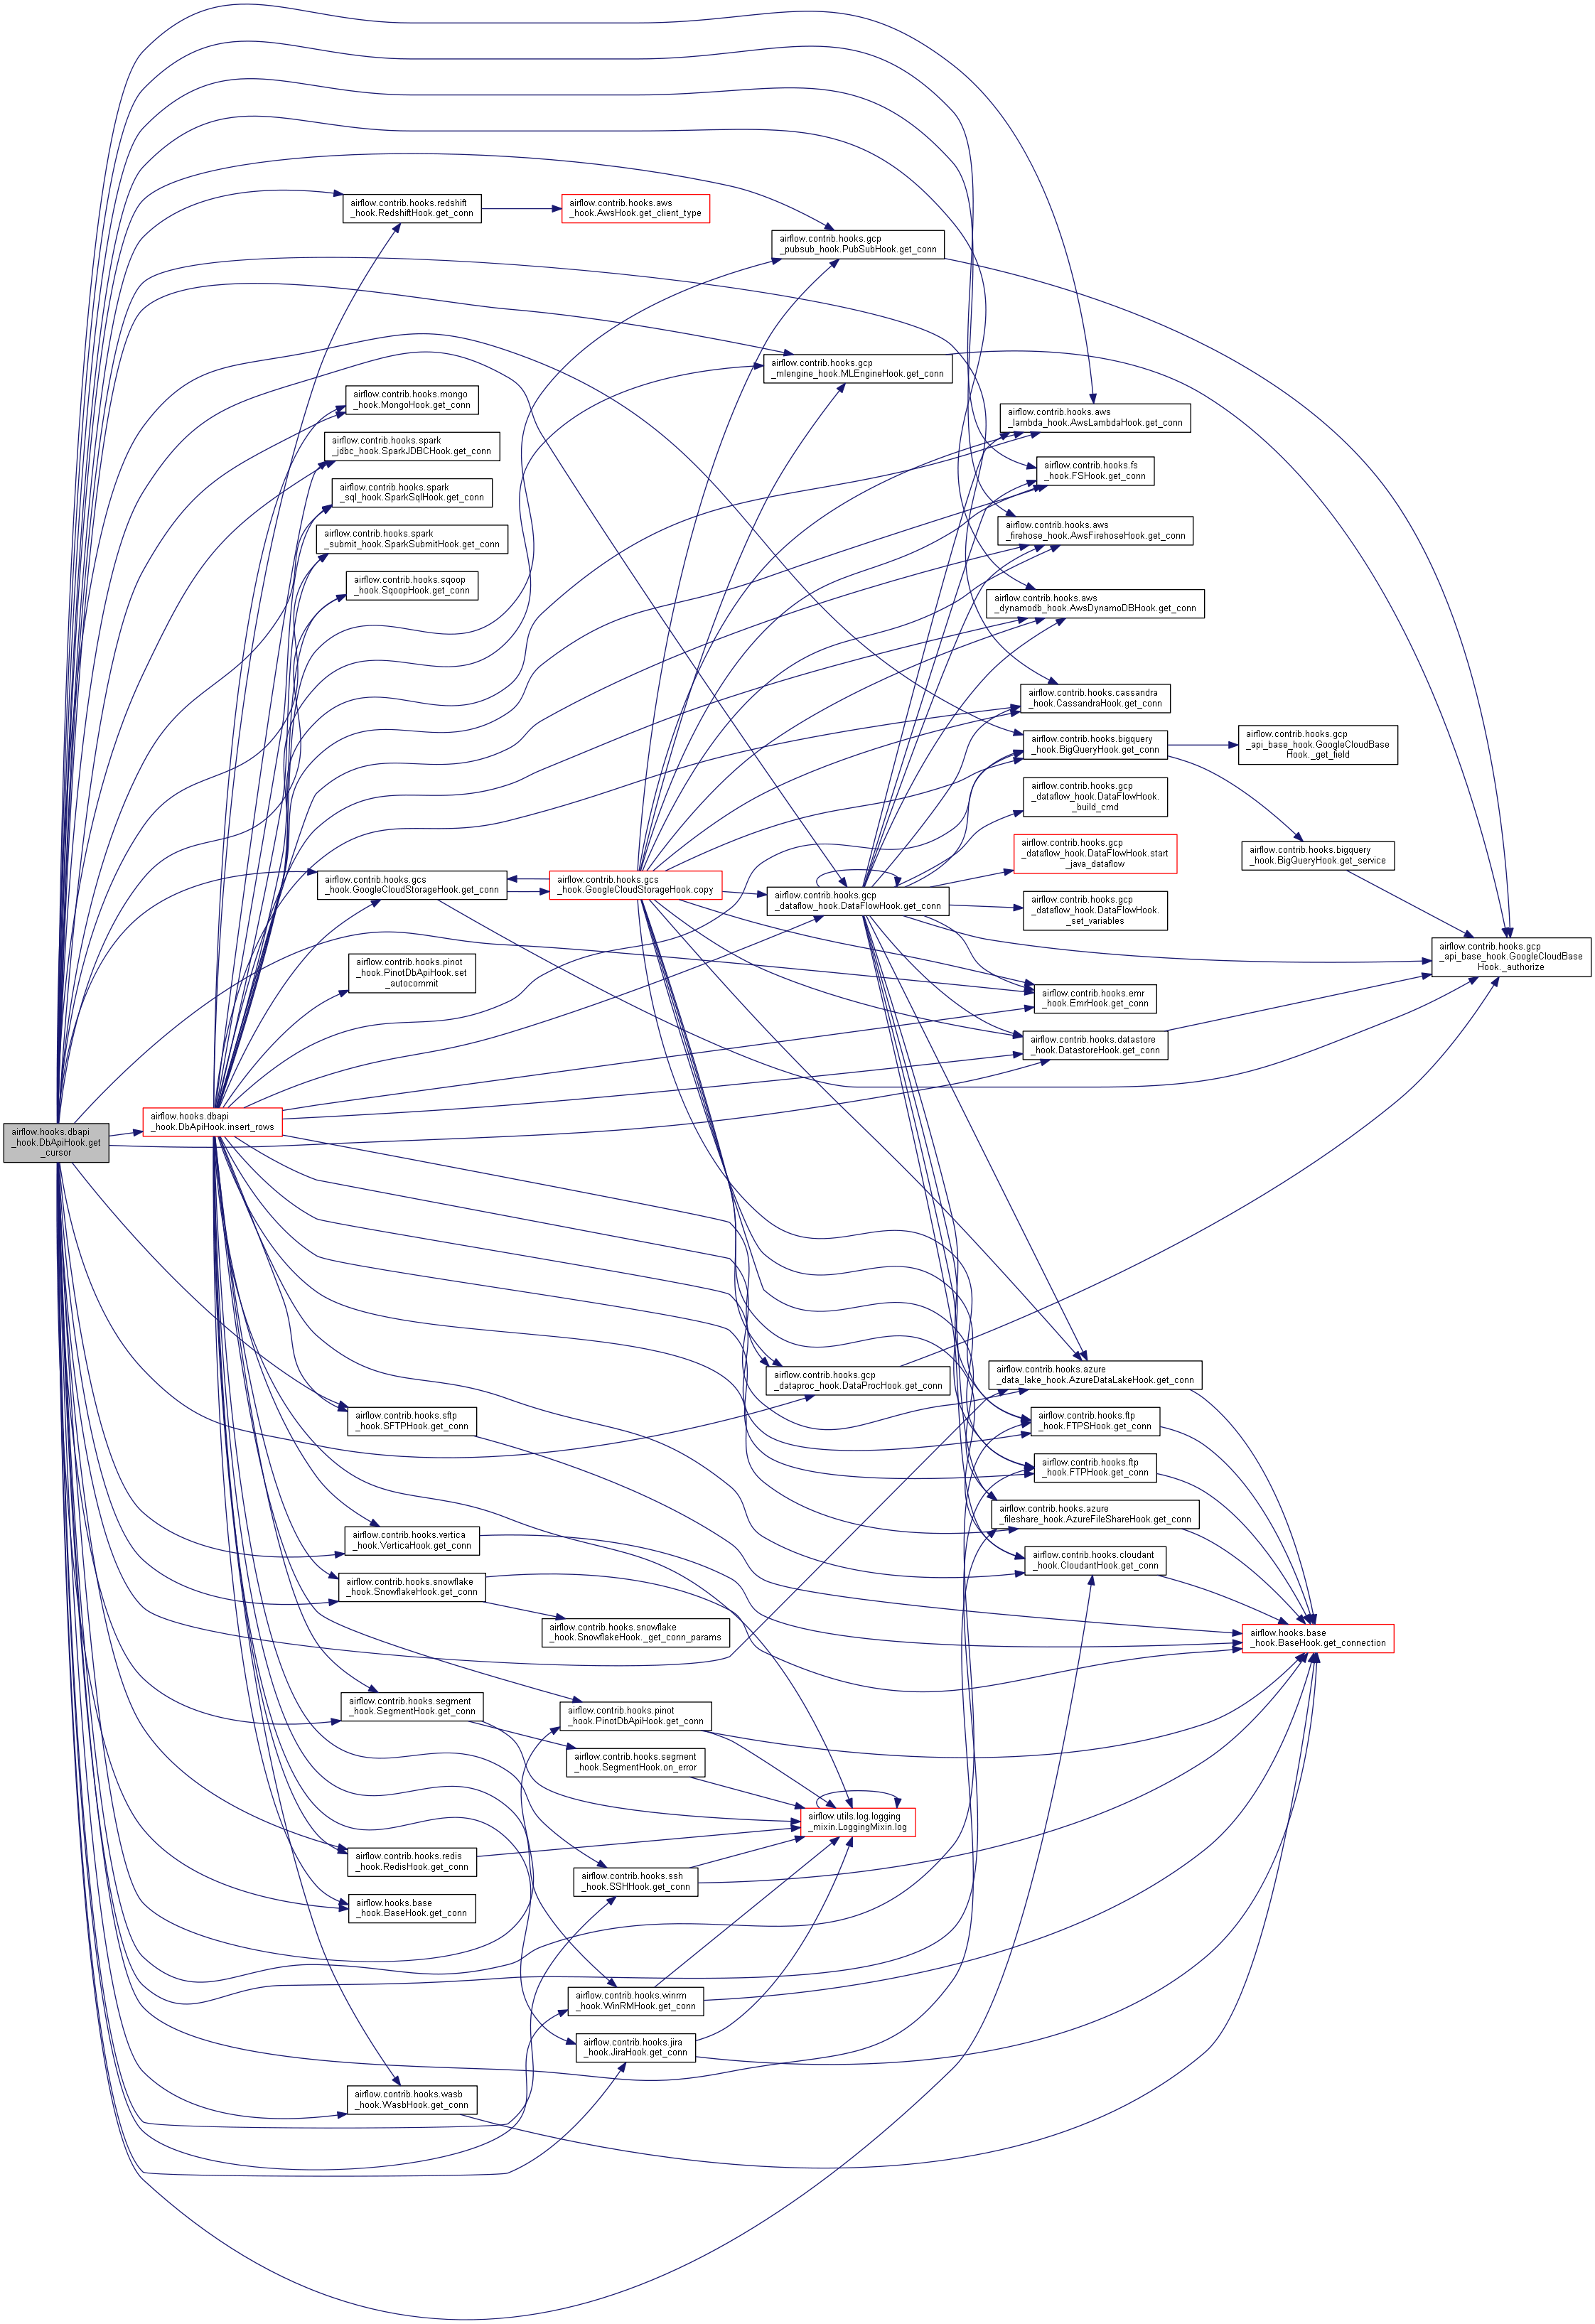 airflow.contrib.hooks.redshift
_hook.RedshiftHook.get_conn
airflow.contrib.hooks.aws
_hook.AwsHook.get_client_type
airflow.contrib.hooks.gcp
_pubsub_hook.PubSubHook.get_conn
airflow.contrib.hooks.gcp
_mlengine_hook.MLEngineHook.get_conn
airflow.contrib.hooks.mongo
_hook.MongoHook.get_conn
airflow.contrib.hooks.aws
_lambda_hook.AwsLambdaHook.get_conn
airflow.contrib.hooks.spark
_jdbc_hook.SparkJDBCHook.get_conn
airflow.contrib.hooks.fs
_hook.FSHook.get_conn
airflow.contrib.hooks.spark
_sql_hook.SparkSqlHook.get_conn
airflow.contrib.hooks.aws
_firehose_hook.AwsFirehoseHook.get_conn
airflow.contrib.hooks.spark
_submit_hook.SparkSubmitHook.get_conn
airflow.contrib.hooks.sqoop
_hook.SqoopHook.get_conn
airflow.contrib.hooks.aws
_dynamodb_hook.AwsDynamoDBHook.get_conn
airflow.contrib.hooks.cassandra
_hook.CassandraHook.get_conn
airflow.contrib.hooks.bigquery
_hook.BigQueryHook.get_conn
airflow.contrib.hooks.gcp
_api_base_hook.GoogleCloudBase
Hook._get_field
airflow.contrib.hooks.gcp
_dataflow_hook.DataFlowHook.
_build_cmd
airflow.contrib.hooks.gcp
_dataflow_hook.DataFlowHook.start
_java_dataflow
airflow.contrib.hooks.bigquery
_hook.BigQueryHook.get_service
airflow.contrib.hooks.gcs
_hook.GoogleCloudStorageHook.get_conn
airflow.contrib.hooks.gcs
_hook.GoogleCloudStorageHook.copy
airflow.contrib.hooks.gcp
_dataflow_hook.DataFlowHook.get_conn
airflow.contrib.hooks.gcp
_dataflow_hook.DataFlowHook.
_set_variables
airflow.contrib.hooks.gcp
_api_base_hook.GoogleCloudBase
Hook._authorize
airflow.contrib.hooks.pinot
_hook.PinotDbApiHook.set
_autocommit
airflow.contrib.hooks.emr
_hook.EmrHook.get_conn
airflow.contrib.hooks.datastore
_hook.DatastoreHook.get_conn
airflow.hooks.dbapi
_hook.DbApiHook.get
_cursor
airflow.hooks.dbapi
_hook.DbApiHook.insert_rows
airflow.contrib.hooks.gcp
_dataproc_hook.DataProcHook.get_conn
airflow.contrib.hooks.azure
_data_lake_hook.AzureDataLakeHook.get_conn
airflow.contrib.hooks.sftp
_hook.SFTPHook.get_conn
airflow.contrib.hooks.ftp
_hook.FTPSHook.get_conn
airflow.contrib.hooks.ftp
_hook.FTPHook.get_conn
airflow.contrib.hooks.azure
_fileshare_hook.AzureFileShareHook.get_conn
airflow.contrib.hooks.vertica
_hook.VerticaHook.get_conn
airflow.contrib.hooks.cloudant
_hook.CloudantHook.get_conn
airflow.contrib.hooks.snowflake
_hook.SnowflakeHook.get_conn
airflow.contrib.hooks.snowflake
_hook.SnowflakeHook._get_conn_params
airflow.hooks.base
_hook.BaseHook.get_connection
airflow.contrib.hooks.segment
_hook.SegmentHook.get_conn
airflow.contrib.hooks.pinot
_hook.PinotDbApiHook.get_conn
airflow.contrib.hooks.segment
_hook.SegmentHook.on_error
airflow.utils.log.logging
_mixin.LoggingMixin.log
airflow.contrib.hooks.redis
_hook.RedisHook.get_conn
airflow.contrib.hooks.ssh
_hook.SSHHook.get_conn
airflow.hooks.base
_hook.BaseHook.get_conn
airflow.contrib.hooks.winrm
_hook.WinRMHook.get_conn
airflow.contrib.hooks.jira
_hook.JiraHook.get_conn
airflow.contrib.hooks.wasb
_hook.WasbHook.get_conn